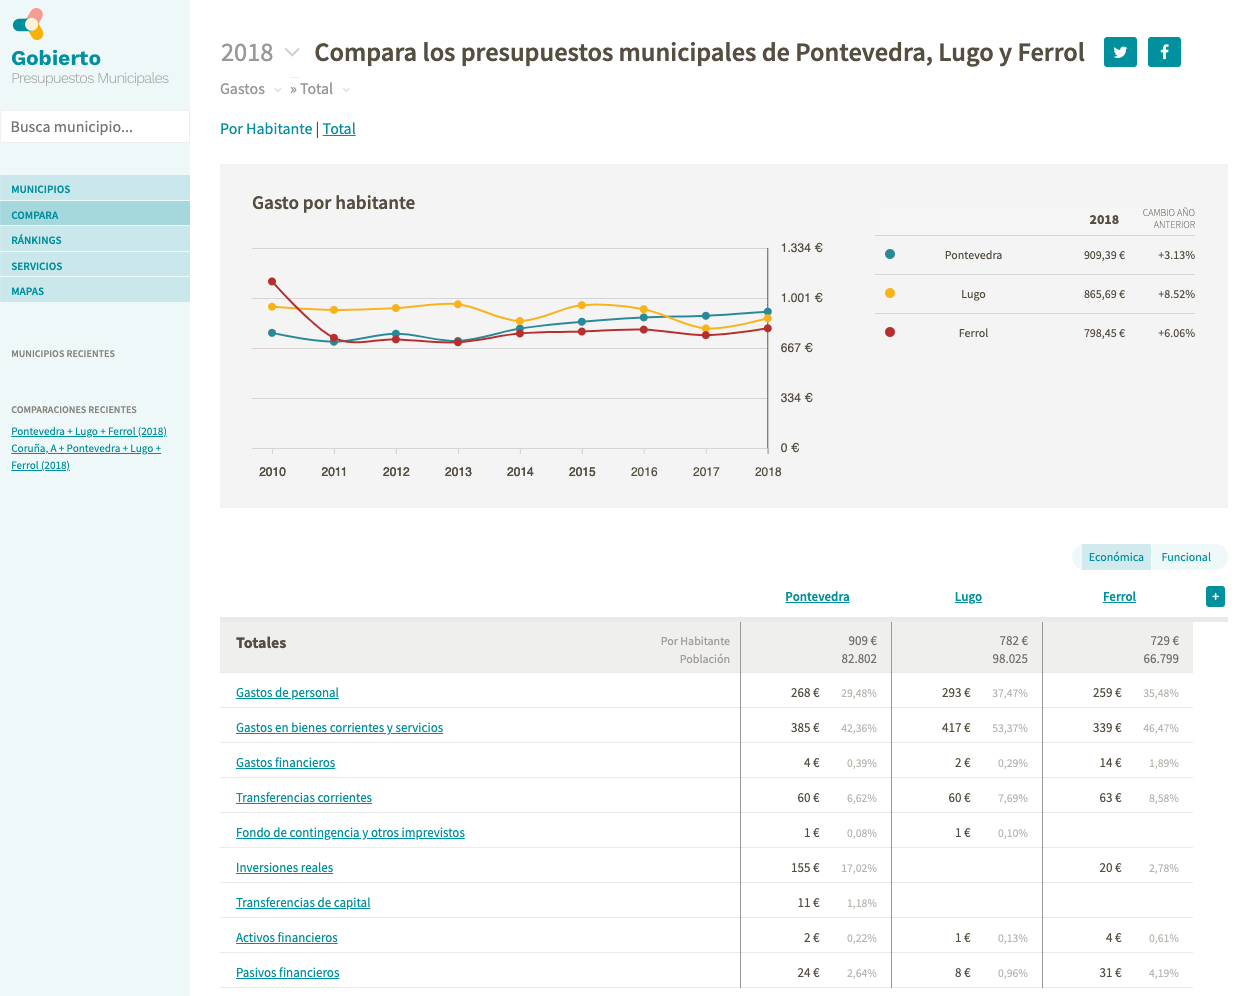 Gobierto
Presupuestos Municipales
Busca municipio...
MUNICIPIOS
COMPARA
RÁNKINGS
SERVICIOS
MAPAS
MUNICIPIOS RECIENTES
COMPARACIONES RECIENTES
Pontevedra + Lugo + Ferrol (2018)
Coruña, A + Pontevedra + Lugo +
Ferrol (2018)
2018 Compara los presupuestos municipales de Pontevedra, Lugo y Ferrol
Gastos » Total
Por Habitante | Total
Gasto por habitante
1.334 €
1.001 €
667 €
334 €
0 €
2010 2011 2012 2013 2014 2015 2016 2017 2018
2018 CAMBIO AÑO
ANTERIOR
Pontevedra 909,39 € +3.13%
Lugo 865,69 € +8.52%
Ferrol 798,45 € +6.06%
Económica Funcional
Pontevedra Lugo Ferrol +
Totales Por Habitante 909 € 782 € 729 €
Población 82.802 98.025 66.799
Gastos de personal 268 € 29,48% 293 € 37,47% 259 € 35,48%
Gastos en bienes corrientes y servicios 385 € 42,36% 417 € 53,37% 339 € 46,47%
Gastos financieros 4 € 0,39% 2 € 0,29% 14 € 1,89%
Transferencias corrientes 60 € 6,62% 60 € 7,69% 63 € 8,58%
Fondo de contingencia y otros imprevistos 1 € 0,08% 1 € 0,10%
Inversiones reales 155 € 17,02% 20 € 2,78%
Transferencias de capital 11 € 1,18%
Activos financieros 2 € 0,22% 1 € 0,13% 4 € 0,61%
Pasivos financieros 24 € 2,64% 8 € 0,96% 31 € 4,19%